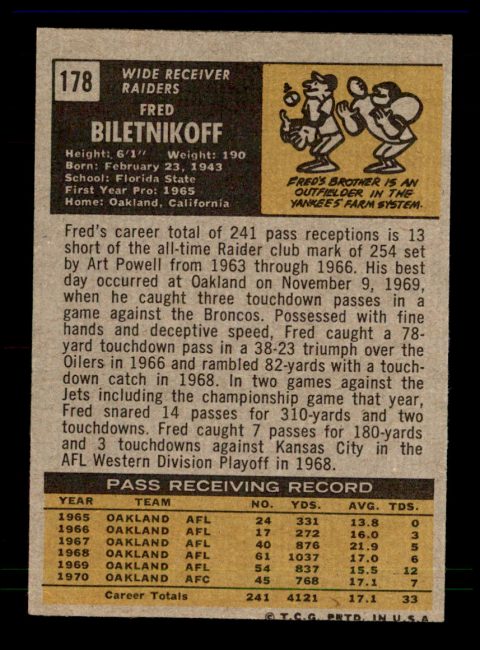 178
WIDE RECEIVER
RAIDERS
FRED
BILETNIKOFF
Height: 6'1" Weight: 190
Born: February 23, 1943
School: Florida State
First Year Pro: 1965
Home: Oakland, California
FRED'S BROTHER IS AN
OUTFIELDER IN THE
YANKEES FARM SYSTEM.
Fred's career total of 241 pass receptions is 13
short of the all-time Raider club mark of 254 set
by Art Powell from 1963 through 1966. His best
day occurred at Oakland on November 9, 1969,
when he caught three touchdown passes in a
game against the Broncos. Possessed with fine
hands and deceptive speed, Fred caught a 78-
yard touchdown pass in a 38-23 triumph over the
Oilers in 1966 and rambled 82-yards with a touch-
down catch in 1968. In two games against the
Jets including the championship game that year,
Fred snared 14 passes for 310-yards and two
touchdowns. Fred caught 7 passes for 180-yards
and 3 touchdowns against Kansas City in the
AFL Western Division Playoff in 1968.
PASS RECEIVING RECORD
YEAR TEAM NO. YDS. AVG. TDS.
1965 OAKLAND AFL 24 331 13.8 0
1966 OAKLAND AFL 17 272 16.0 3
1967 OAKLAND AFL 40 876 21.9 5
1968 OAKLAND AFL 61 1037 17.0 6
1969 OAKLAND AFL 54 837 15.5 12
1970 OAKLAND AFC 45 768 17.1 7
Career Totals 241 4121 17.1 33
© T.C.G. PRTD. IN U.S.A